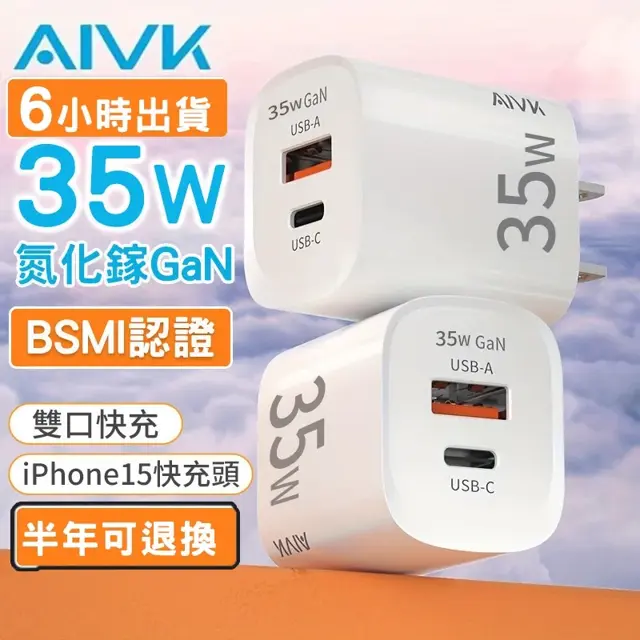 AIVK
6小時出貨
35W
氮化鎵GaN
BSMI認證
雙口快充
iPhone15快充頭
半年可退換
35w GaN
USB-A
USB-C
AIVK
35W
35w GaN
USB-A
USB-C
35W
AIVK